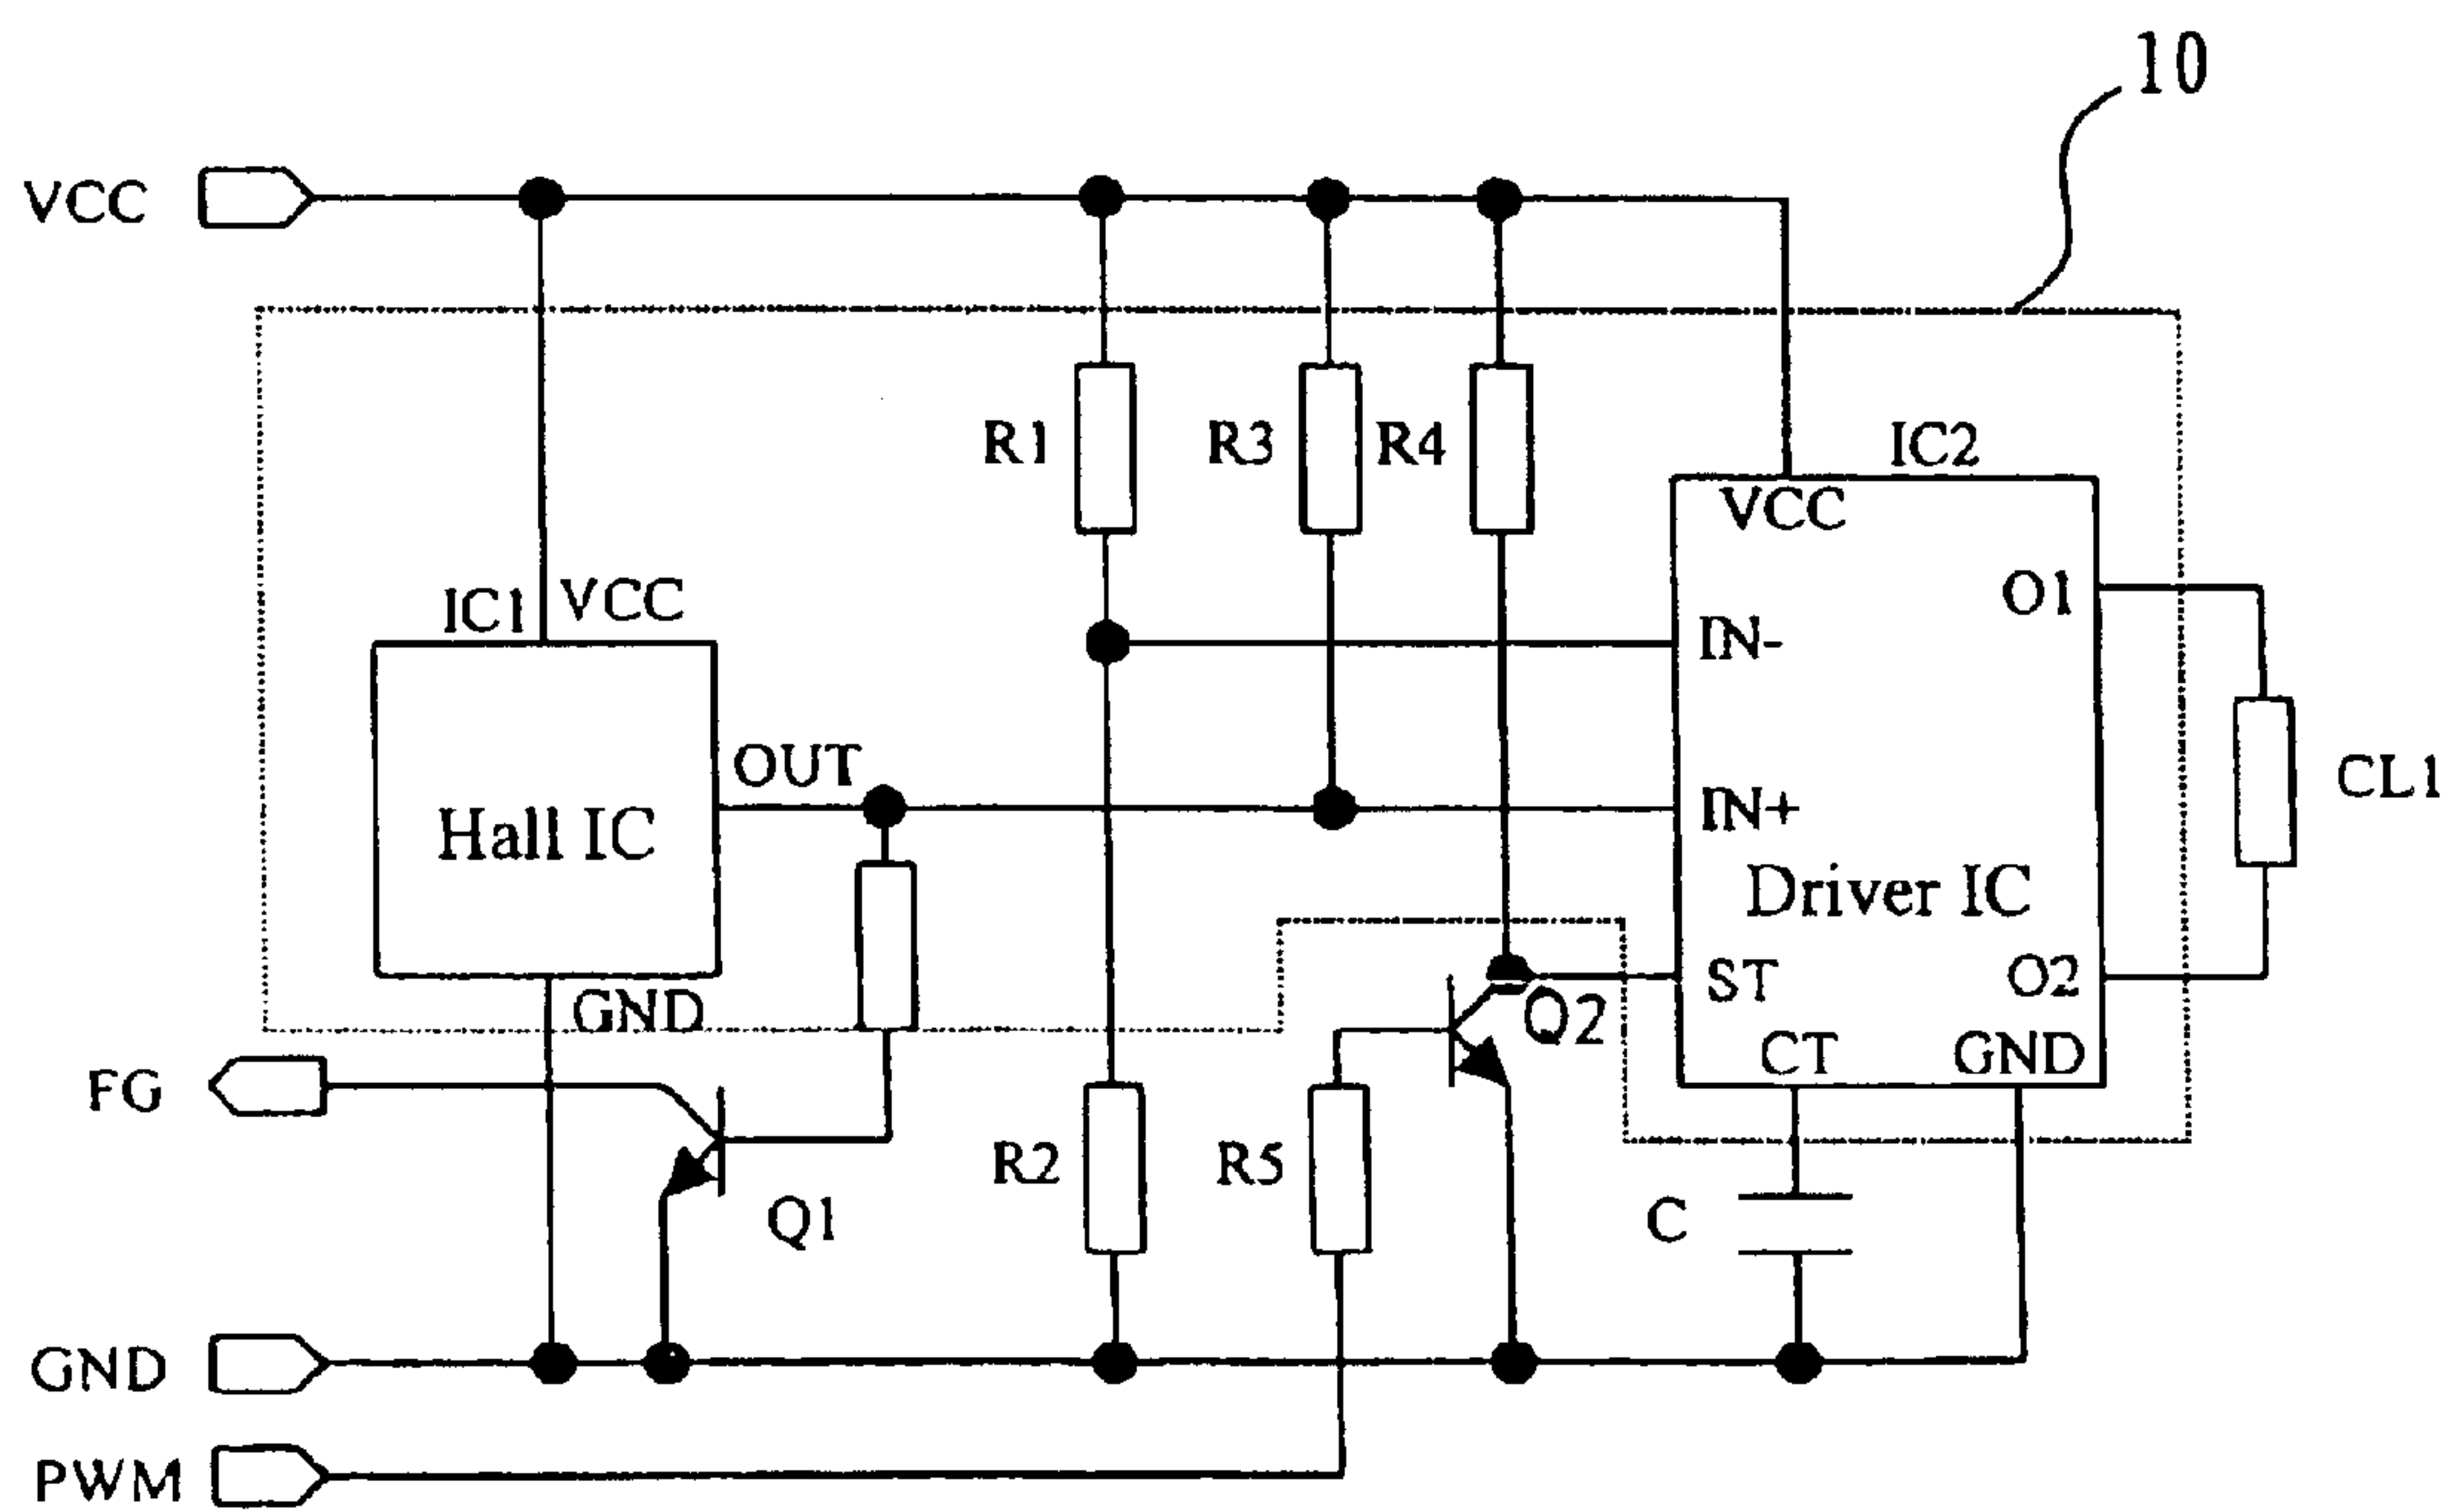 10
VCC
R1
R3
R4
IC2
VCC
O1
IC1
VCC
IN-
OUT
CL1
Hall IC
IN+
Driver IC
ST
O2
GND
Q2
CT
GND
FG
R2
R5
Q1
C
GND
PWM